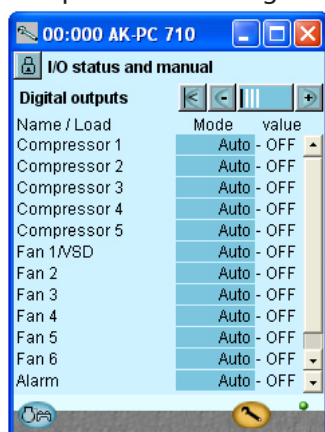 00:000 AK-PC 710
I/O status and manual
Digital outputs
Name / Load Mode value
Compressor 1 Auto - OFF
Compressor 2 Auto - OFF
Compressor 3 Auto - OFF
Compressor 4 Auto - OFF
Compressor 5 Auto - OFF
Fan 1/VSD Auto - OFF
Fan 2 Auto - OFF
Fan 3 Auto - OFF
Fan 4 Auto - OFF
Fan 5 Auto - OFF
Fan 6 Auto - OFF
Alarm Auto - OFF